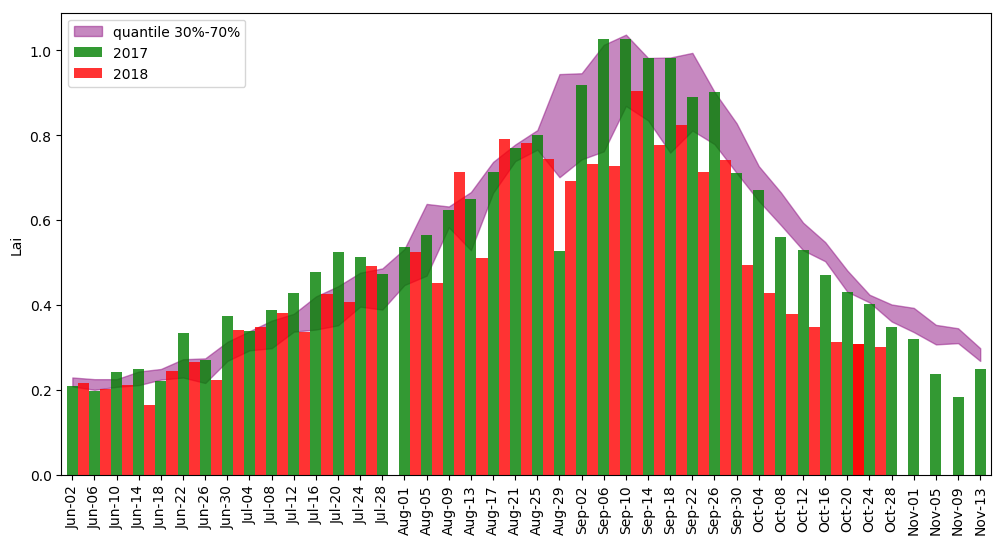 quantile 30%-70%
2017
2018
Lai
1.0
0.8
0.6
0.4
0.2
0.0
Jun-02
Jun-06
Jun-10
Jun-14
Jun-18
Jun-22
Jun-26
Jun-30
Jul-04
Jul-08
Jul-12
Jul-16
Jul-20
Jul-24
Jul-28
Aug-01
Aug-05
Aug-09
Aug-13
Aug-17
Aug-21
Aug-25
Aug-29
Sep-02
Sep-06
Sep-10
Sep-14
Sep-18
Sep-22
Sep-26
Sep-30
Oct-04
Oct-08
Oct-12
Oct-16
Oct-20
Oct-24
Oct-28
Nov-01
Nov-05
Nov-09
Nov-13